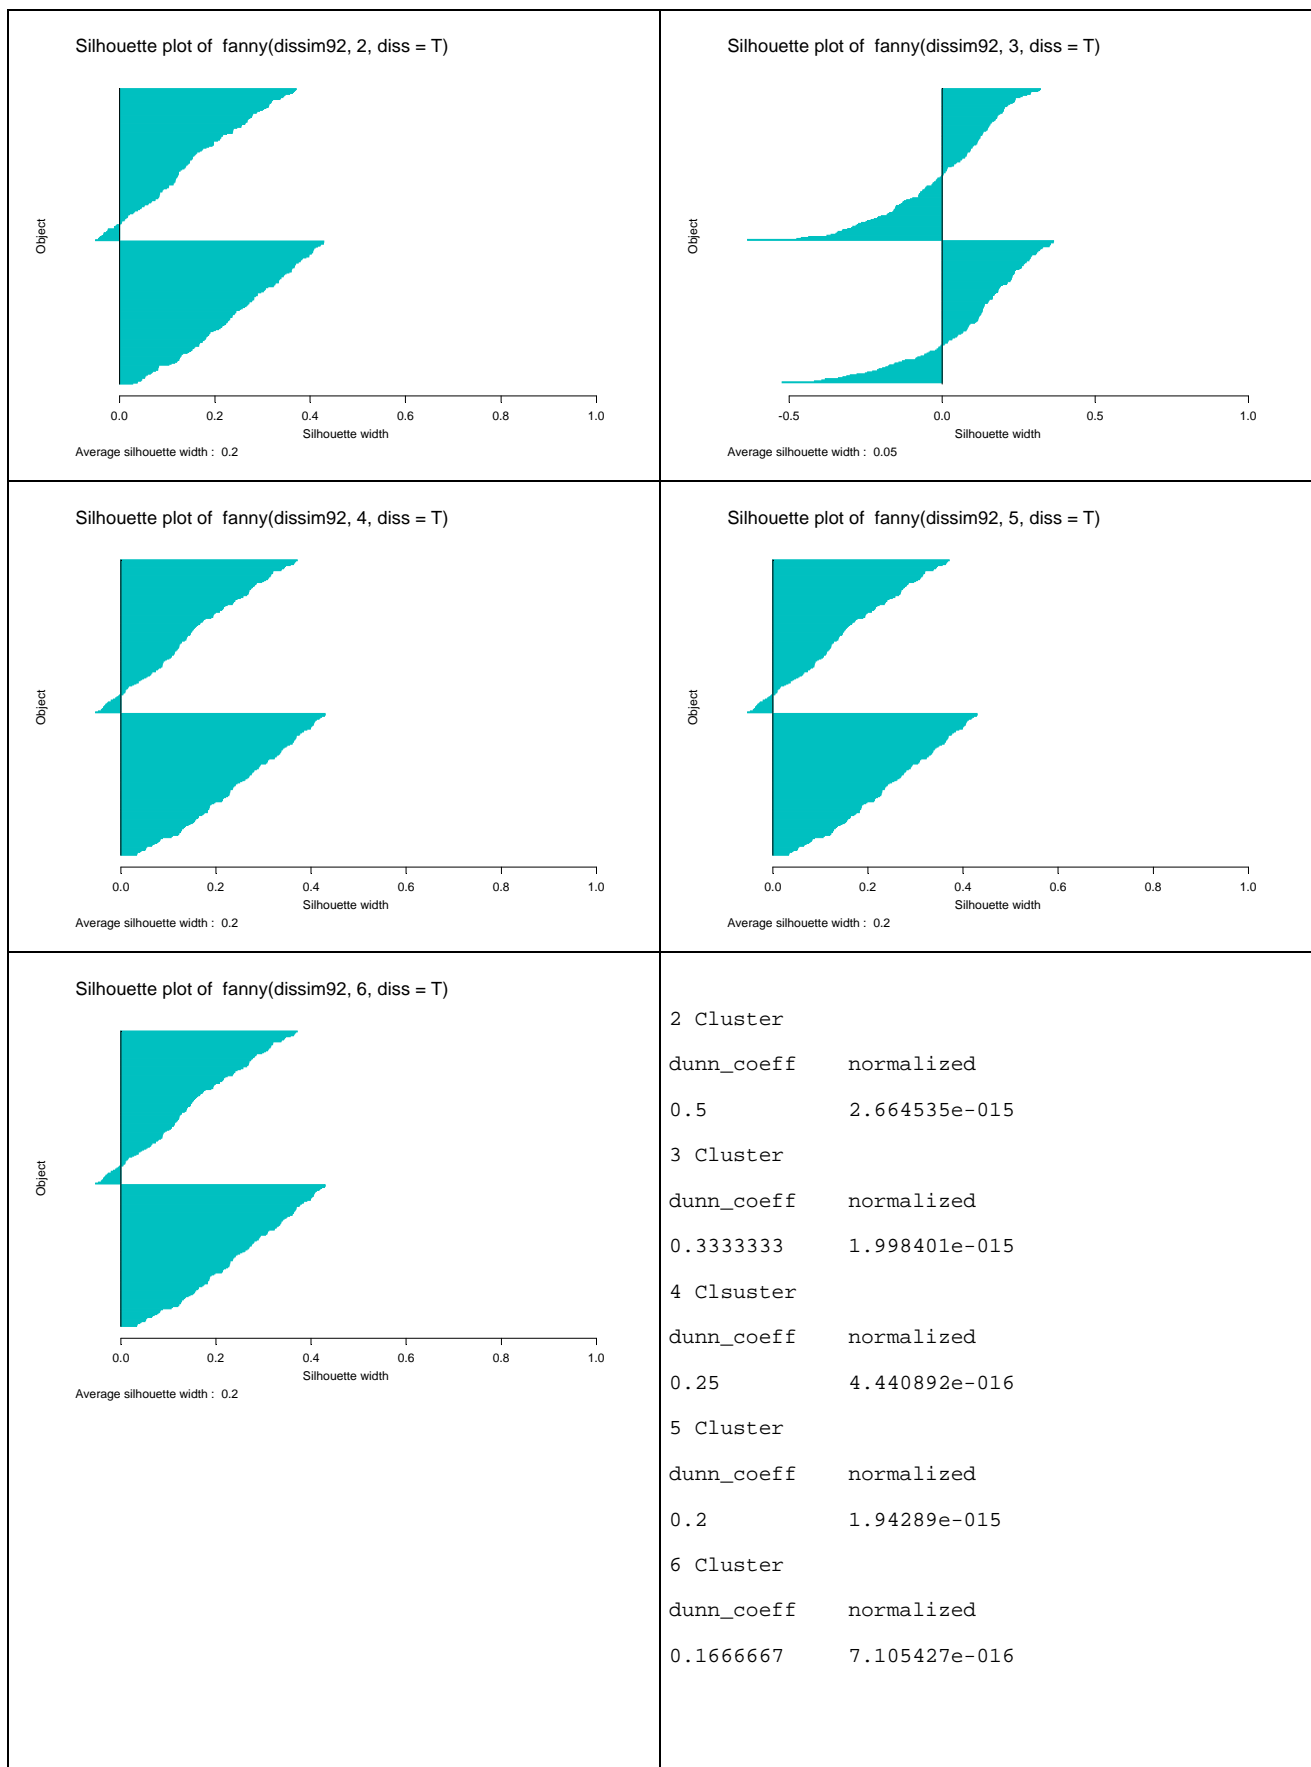 Silhouette plot of fanny(dissim92, 2, diss = T)
Object
0.0 0.2 0.4 0.6 0.8 1.0
Silhouette width
Average silhouette width : 0.2
Silhouette plot of fanny(dissim92, 3, diss = T)
Object
-0.5 0.0 0.5 1.0
Silhouette width
Average silhouette width : 0.05
Silhouette plot of fanny(dissim92, 4, diss = T)
Object
0.0 0.2 0.4 0.6 0.8 1.0
Silhouette width
Average silhouette width : 0.2
Silhouette plot of fanny(dissim92, 5, diss = T)
Object
0.0 0.2 0.4 0.6 0.8 1.0
Silhouette width
Average silhouette width : 0.2
Silhouette plot of fanny(dissim92, 6, diss = T)
Object
0.0 0.2 0.4 0.6 0.8 1.0
Silhouette width
Average silhouette width : 0.2
2 Cluster
dunn_coeff normalized
0.5 2.664535e-015
3 Cluster
dunn_coeff normalized
0.3333333 1.998401e-015
4 Clsuster
dunn_coeff normalized
0.25 4.440892e-016
5 Cluster
dunn_coeff normalized
0.2 1.94289e-015
6 Cluster
dunn_coeff normalized
0.1666667 7.105427e-016